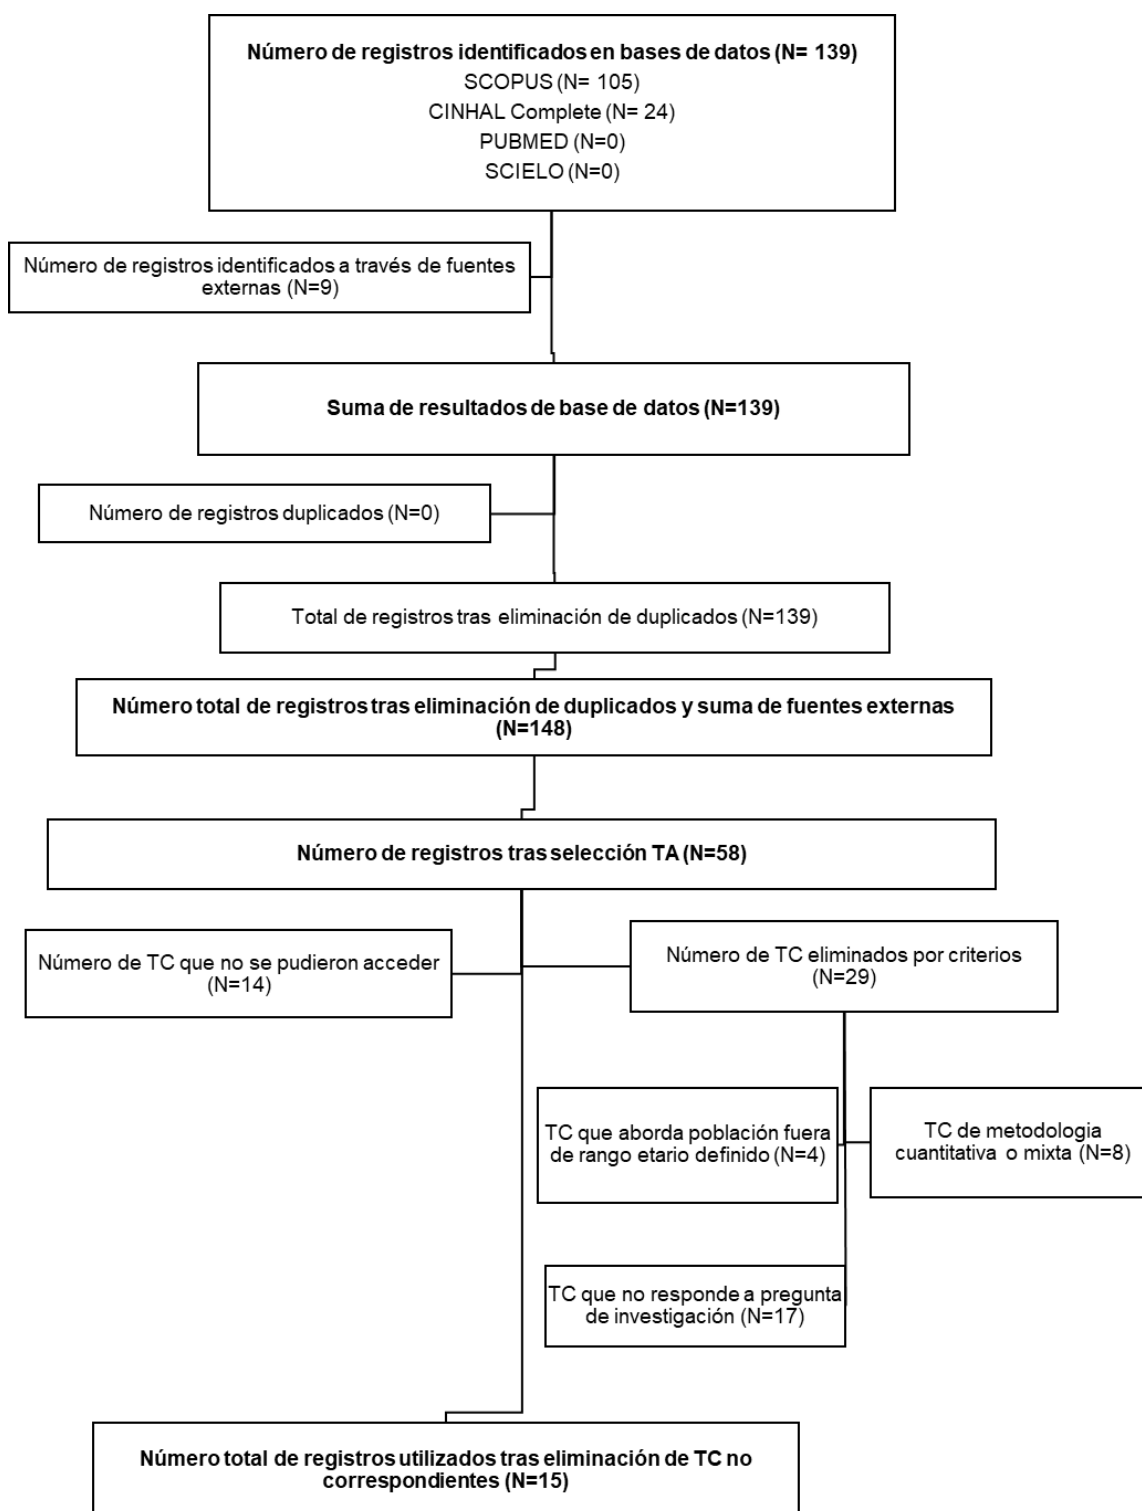 Número de registros identificados en bases de datos (N= 139)
SCOPUS (N= 105)
CINHAL Complete (N= 24)
PUBMED (N=0)
SCIELO (N=0)
Número de registros identificados a través de fuentes
externas (N=9)
Suma de resultados de base de datos (N=139)
Número de registros duplicados (N=0)
Total de registros tras eliminación de duplicados (N=139)
Número total de registros tras eliminación de duplicados y suma de fuentes externas
(N=148)
Número de registros tras selección TA (N=58)
Número de TC que no se pudieron acceder
(N=14)
Número de TC eliminados por criterios
(N=29)
TC que aborda población fuera
de rango etario definido (N=4)
TC de metodologia
cuantitativa o mixta (N=8)
TC que no responde a pregunta
de investigación (N=17)
Número total de registros utilizados tras eliminación de TC no
correspondientes (N=15)